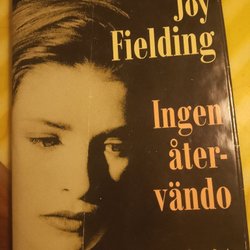 Joy
Fielding
Ingen
åter-
vändo